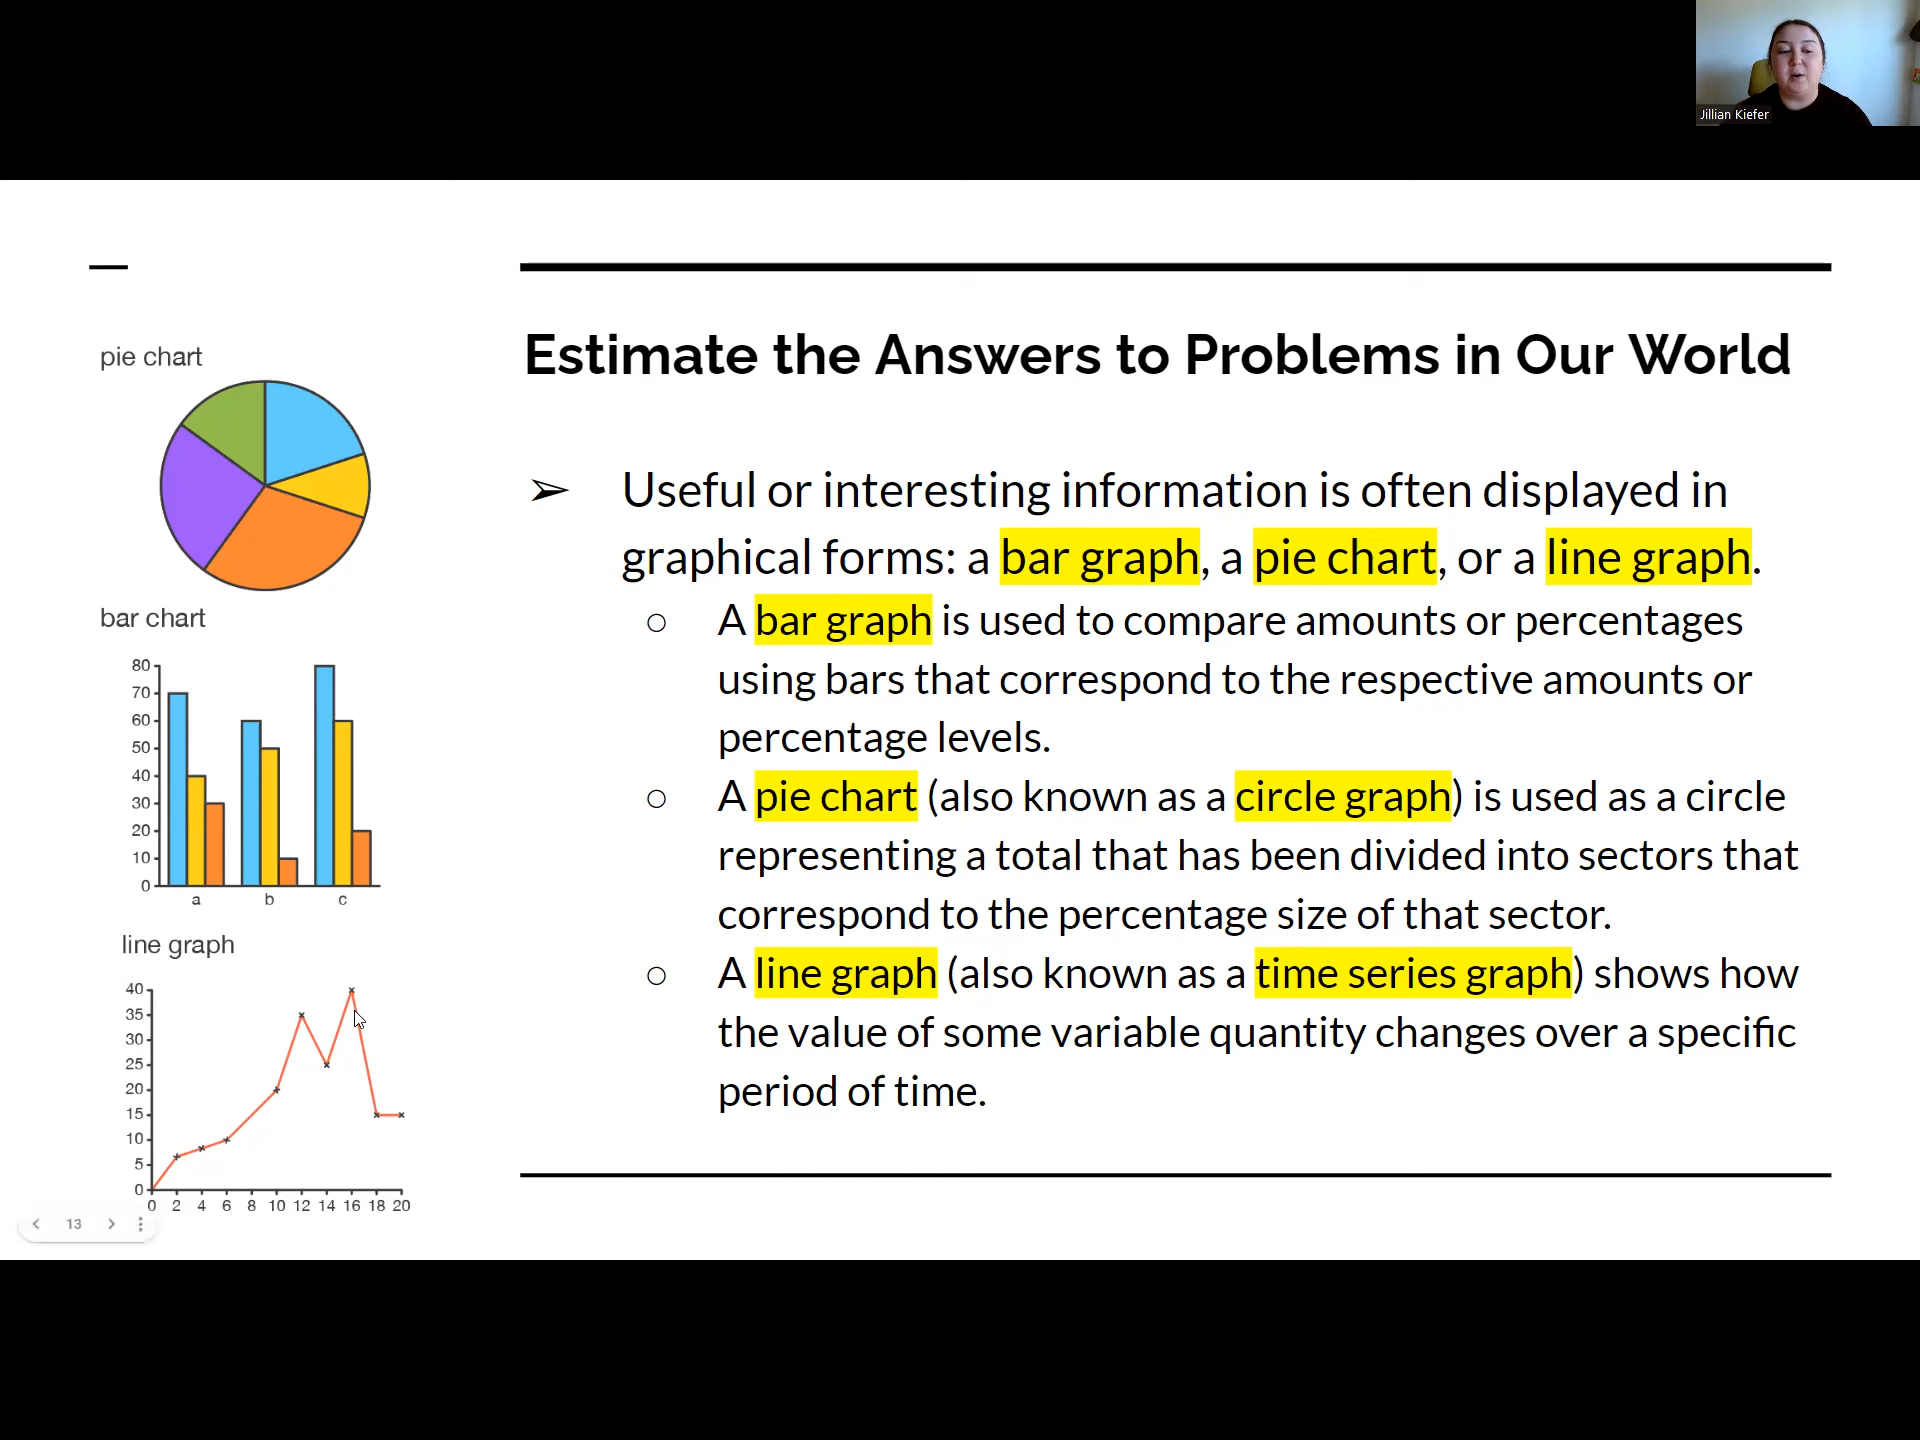 Jillian Kiefer
Estimate the Answers to Problems in Our World
pie chart
bar chart
80
70
60
50
40
30
20
10
0
a b c
line graph
40
35
30
25
20
15
10
5
0
0 2 4 6 8 10 12 14 16 18 20
13
➢ Useful or interesting information is often displayed in
graphical forms: a bar graph, a pie chart, or a line graph.
○ A bar graph is used to compare amounts or percentages
using bars that correspond to the respective amounts or
percentage levels.
○ A pie chart (also known as a circle graph) is used as a circle
representing a total that has been divided into sectors that
correspond to the percentage size of that sector.
○ A line graph (also known as a time series graph) shows how
the value of some variable quantity changes over a specific
period of time.